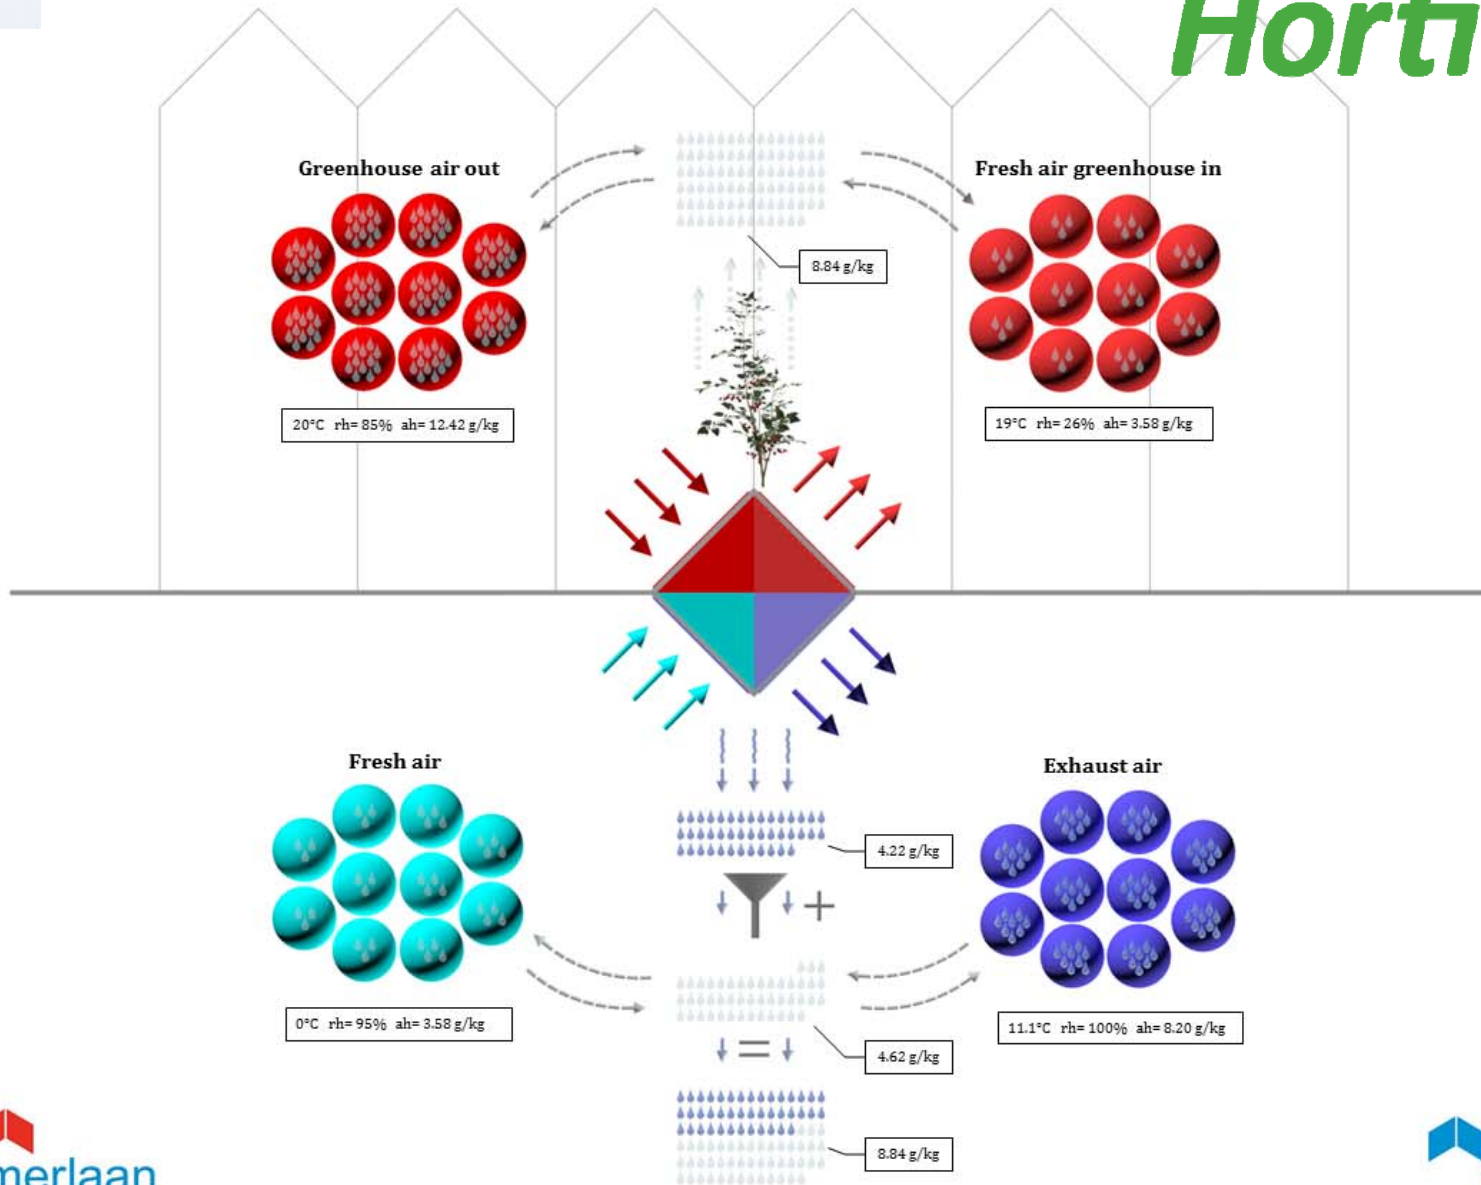 Horti
Greenhouse air out
Fresh air greenhouse in
8.84 g/kg
20°C rh= 85% ah= 12.42 g/kg
19°C rh= 26% ah= 3.58 g/kg
Fresh air
Exhaust air
4.22 g/kg
+
0°C rh= 95% ah= 3.58 g/kg
11.1°C rh= 100% ah= 8.20 g/kg
=
4.62 g/kg
8.84 g/kg
merlaan